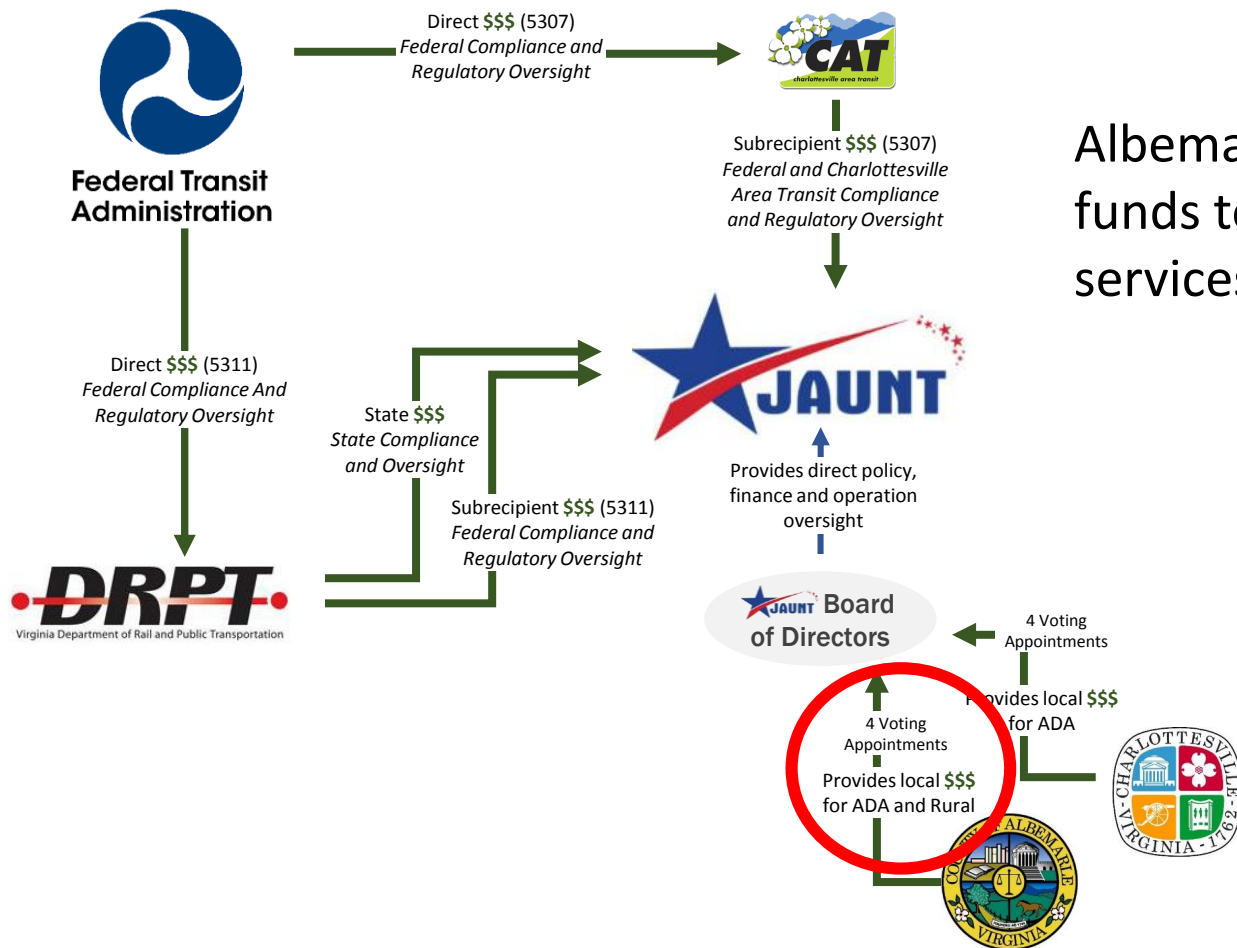 Direct $$$ (5307)
Federal Compliance and
Regulatory Oversight
CAT
charlottesville area transit
Federal Transit
Administration
Subrecipient $$$ (5307)
Federal and Charlottesville
Area Transit Compliance
and Regulatory Oversight
funds
services
Direct $$$ (5311)
Federal Compliance And
Regulatory Oversight
State $$$
State Compliance
and Oversight
Subrecipient $$$ (5311)
Federal Compliance and
Regulatory Oversight
JAUNT
Provides direct policy,
finance and operation
oversight
DRPT
Virginia Department of Rail and Public Transportation
JAUNT Board
of Directors
4 Voting
Appointments
Provides local $$$
for ADA
4 Voting
Appointments
Provides local $$$
for ADA and Rural
CHARLOTTESVILLE
VIRGINIA - 1762
COUNTY OF ALBEMARLE
VIRGINIA